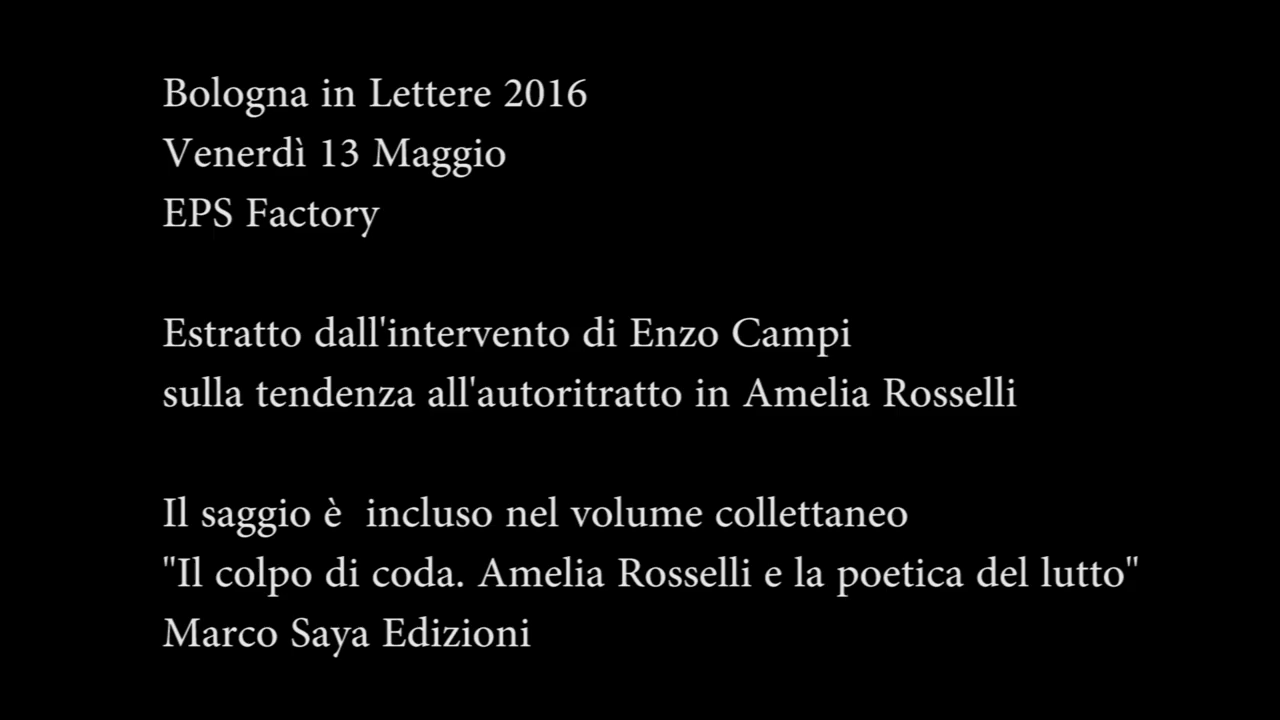 Bologna in Lettere 2016
Venerdì 13 Maggio
EPS Factory
Estratto dall'intervento di Enzo Campi
sulla tendenza all'autoritratto in Amelia Rosselli
Il saggio è  incluso nel volume collettaneo
"Il colpo di coda. Amelia Rosselli e la poetica del lutto"
Marco Saya Edizioni